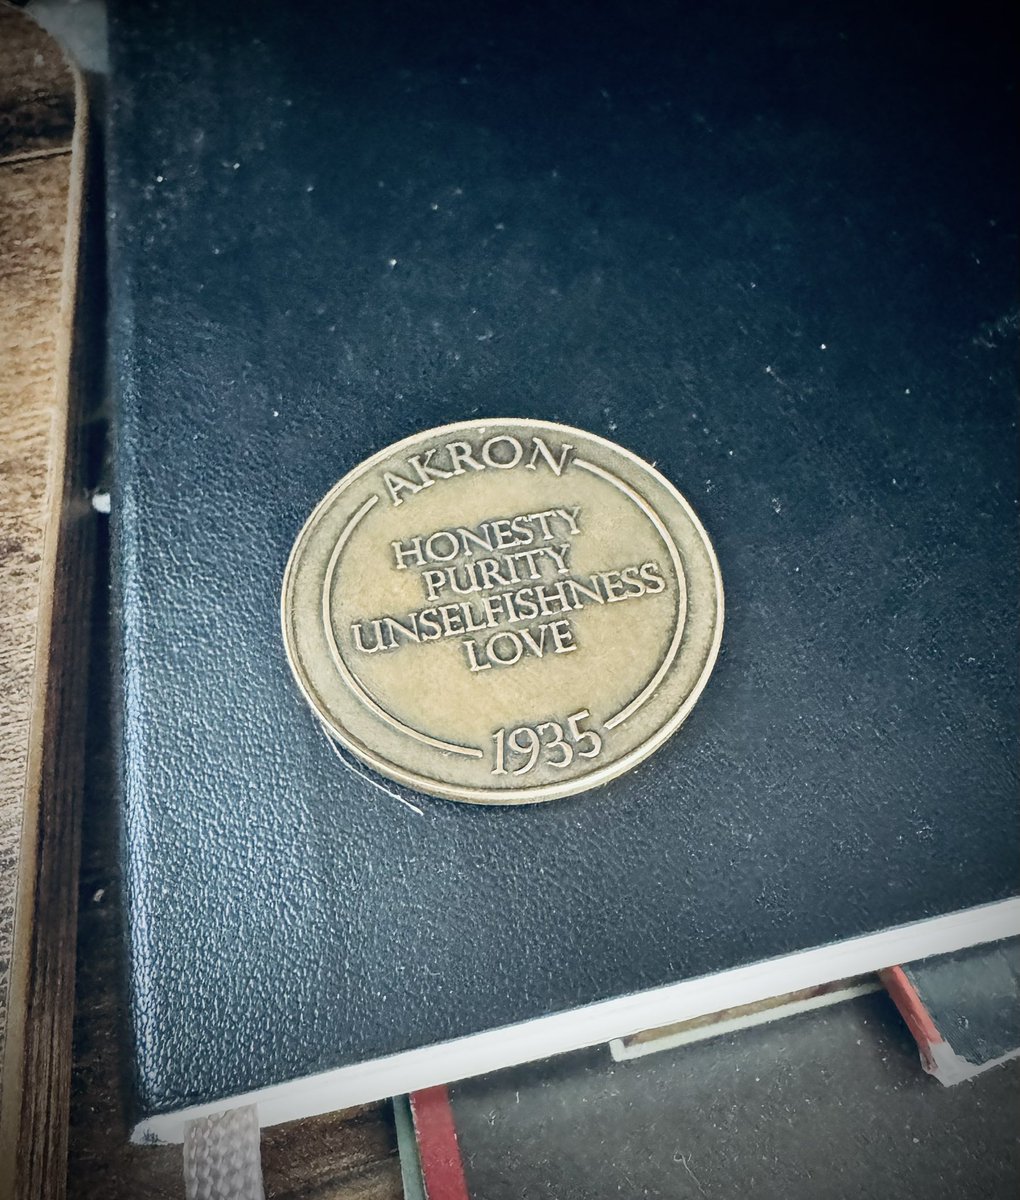 AKRON
HONESTY
PURITY
UNSELFISHNESS
LOVE
1935